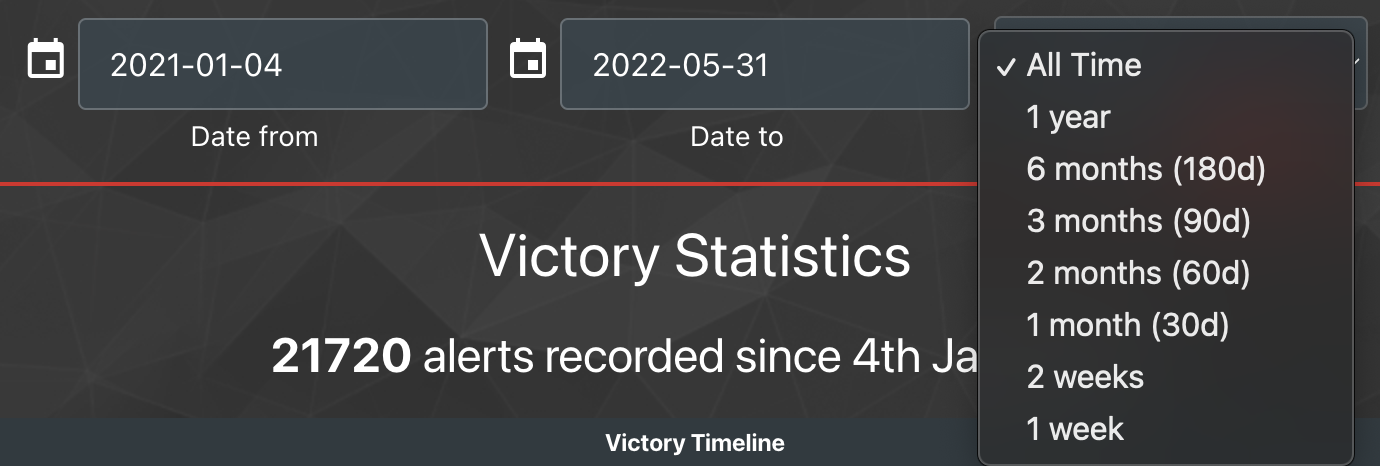 2021-01-04
2022-05-31
Date from
Date to
All Time
1 year
6 months (180d)
3 months (90d)
2 months (60d)
1 month (30d)
2 weeks
1 week
Victory Statistics
21720 alerts recorded since 4th Ja
Victory Timeline